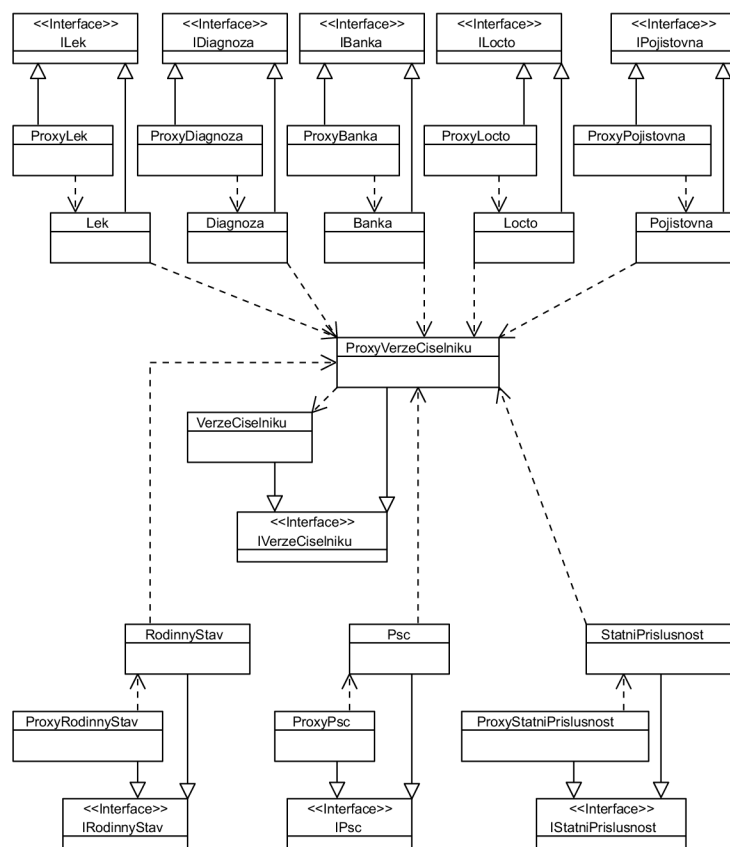 <<Interface>>
ILek
<<Interface>>
IDiagnoza
<<Interface>>
IBanka
<<Interface>>
ILocto
<<Interface>>
IPojistovna
ProxyLek
ProxyDiagnoza
ProxyBanka
ProxyLocto
ProxyPojistovna
Lek
Diagnoza
Banka
Locto
Pojistovna
ProxyVerzeCiselniku
VerzeCiselniku
<<Interface>>
IVerzeCiselniku
RodinnyStav
Psc
StatniPrislusnost
ProxyRodinnyStav
ProxyPsc
ProxyStatniPrislusnost
<<Interface>>
IRodinnyStav
<<Interface>>
IPsc
<<Interface>>
IStatniPrislusnost